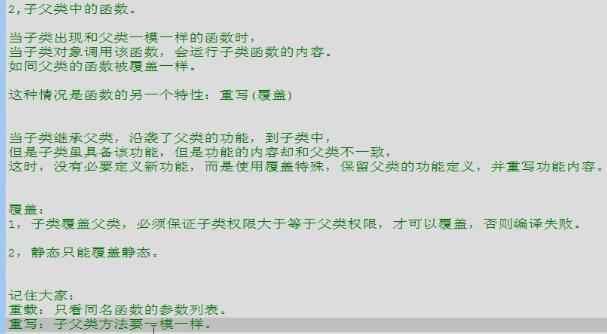 2,子父类中的函数。
当子类出现和父类一模一样的函数时,
当子类对象调用该函数，会运行子类函数的内容。
如同父类的函数被覆盖一样。
这种情况是函数的另一个特性：重写(覆盖)
当子类继承父类，沿袭了父类的功能，到子类中，
但是子类虽具备该功能，但是功能的内容却和父类不一致，
这时，没有必要定义新功能，而是使用覆盖特殊，保留父类的功能定义，并重写功能内容。
覆盖：
1，子类覆盖父类，必须保证子类权限大于等于父类权限，才可以覆盖，否则编译失败。
2，静态只能覆盖静态。
记住大家：
重载：只看同名函数的参数列表。
重写：子父类方法要一模一样。